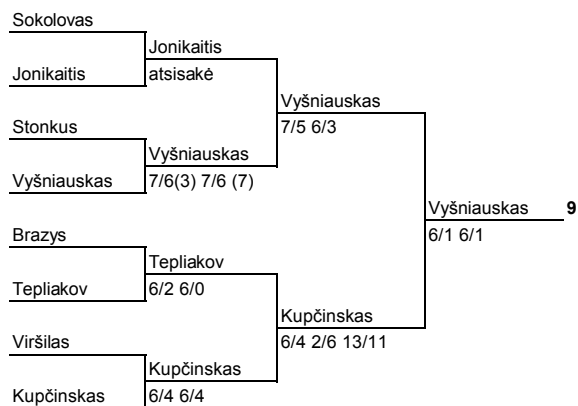 Sokolovas
Jonikaitis
Jonikaitis
atsisakė
Vyšniauskas
Stonkus
7/5 6/3
Vyšniauskas
Vyšniauskas
7/6(3) 7/6 (7)
Vyšniauskas
9
Brazys
6/1 6/1
Tepliakov
Tepliakov
6/2 6/0
Kupčinskas
Viršilas
6/4 2/6 13/11
Kupčinskas
Kupčinskas
6/4 6/4